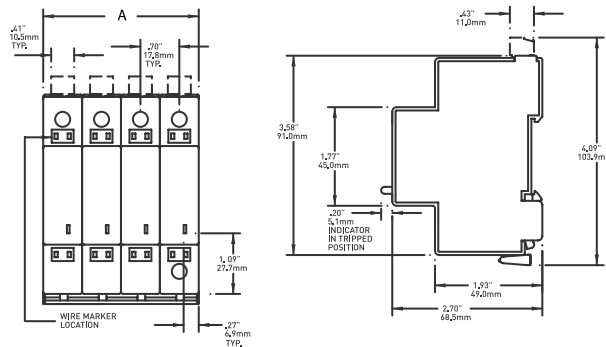 A
.41"
10.5mm
TYP.
.70"
17.8mm
TYP.
1.09"
27.7mm
WIRE MARKER
LOCATION
.27"
6.9mm
TYP.
.43"
11.0mm
3.58"
91.0mm
1.77"
45.0mm
4.09"
103.9m
.20"
5.1mm
INDICATOR
IN TRIPPED
POSITION
1.93"
49.0mm
2.70"
68.5mm